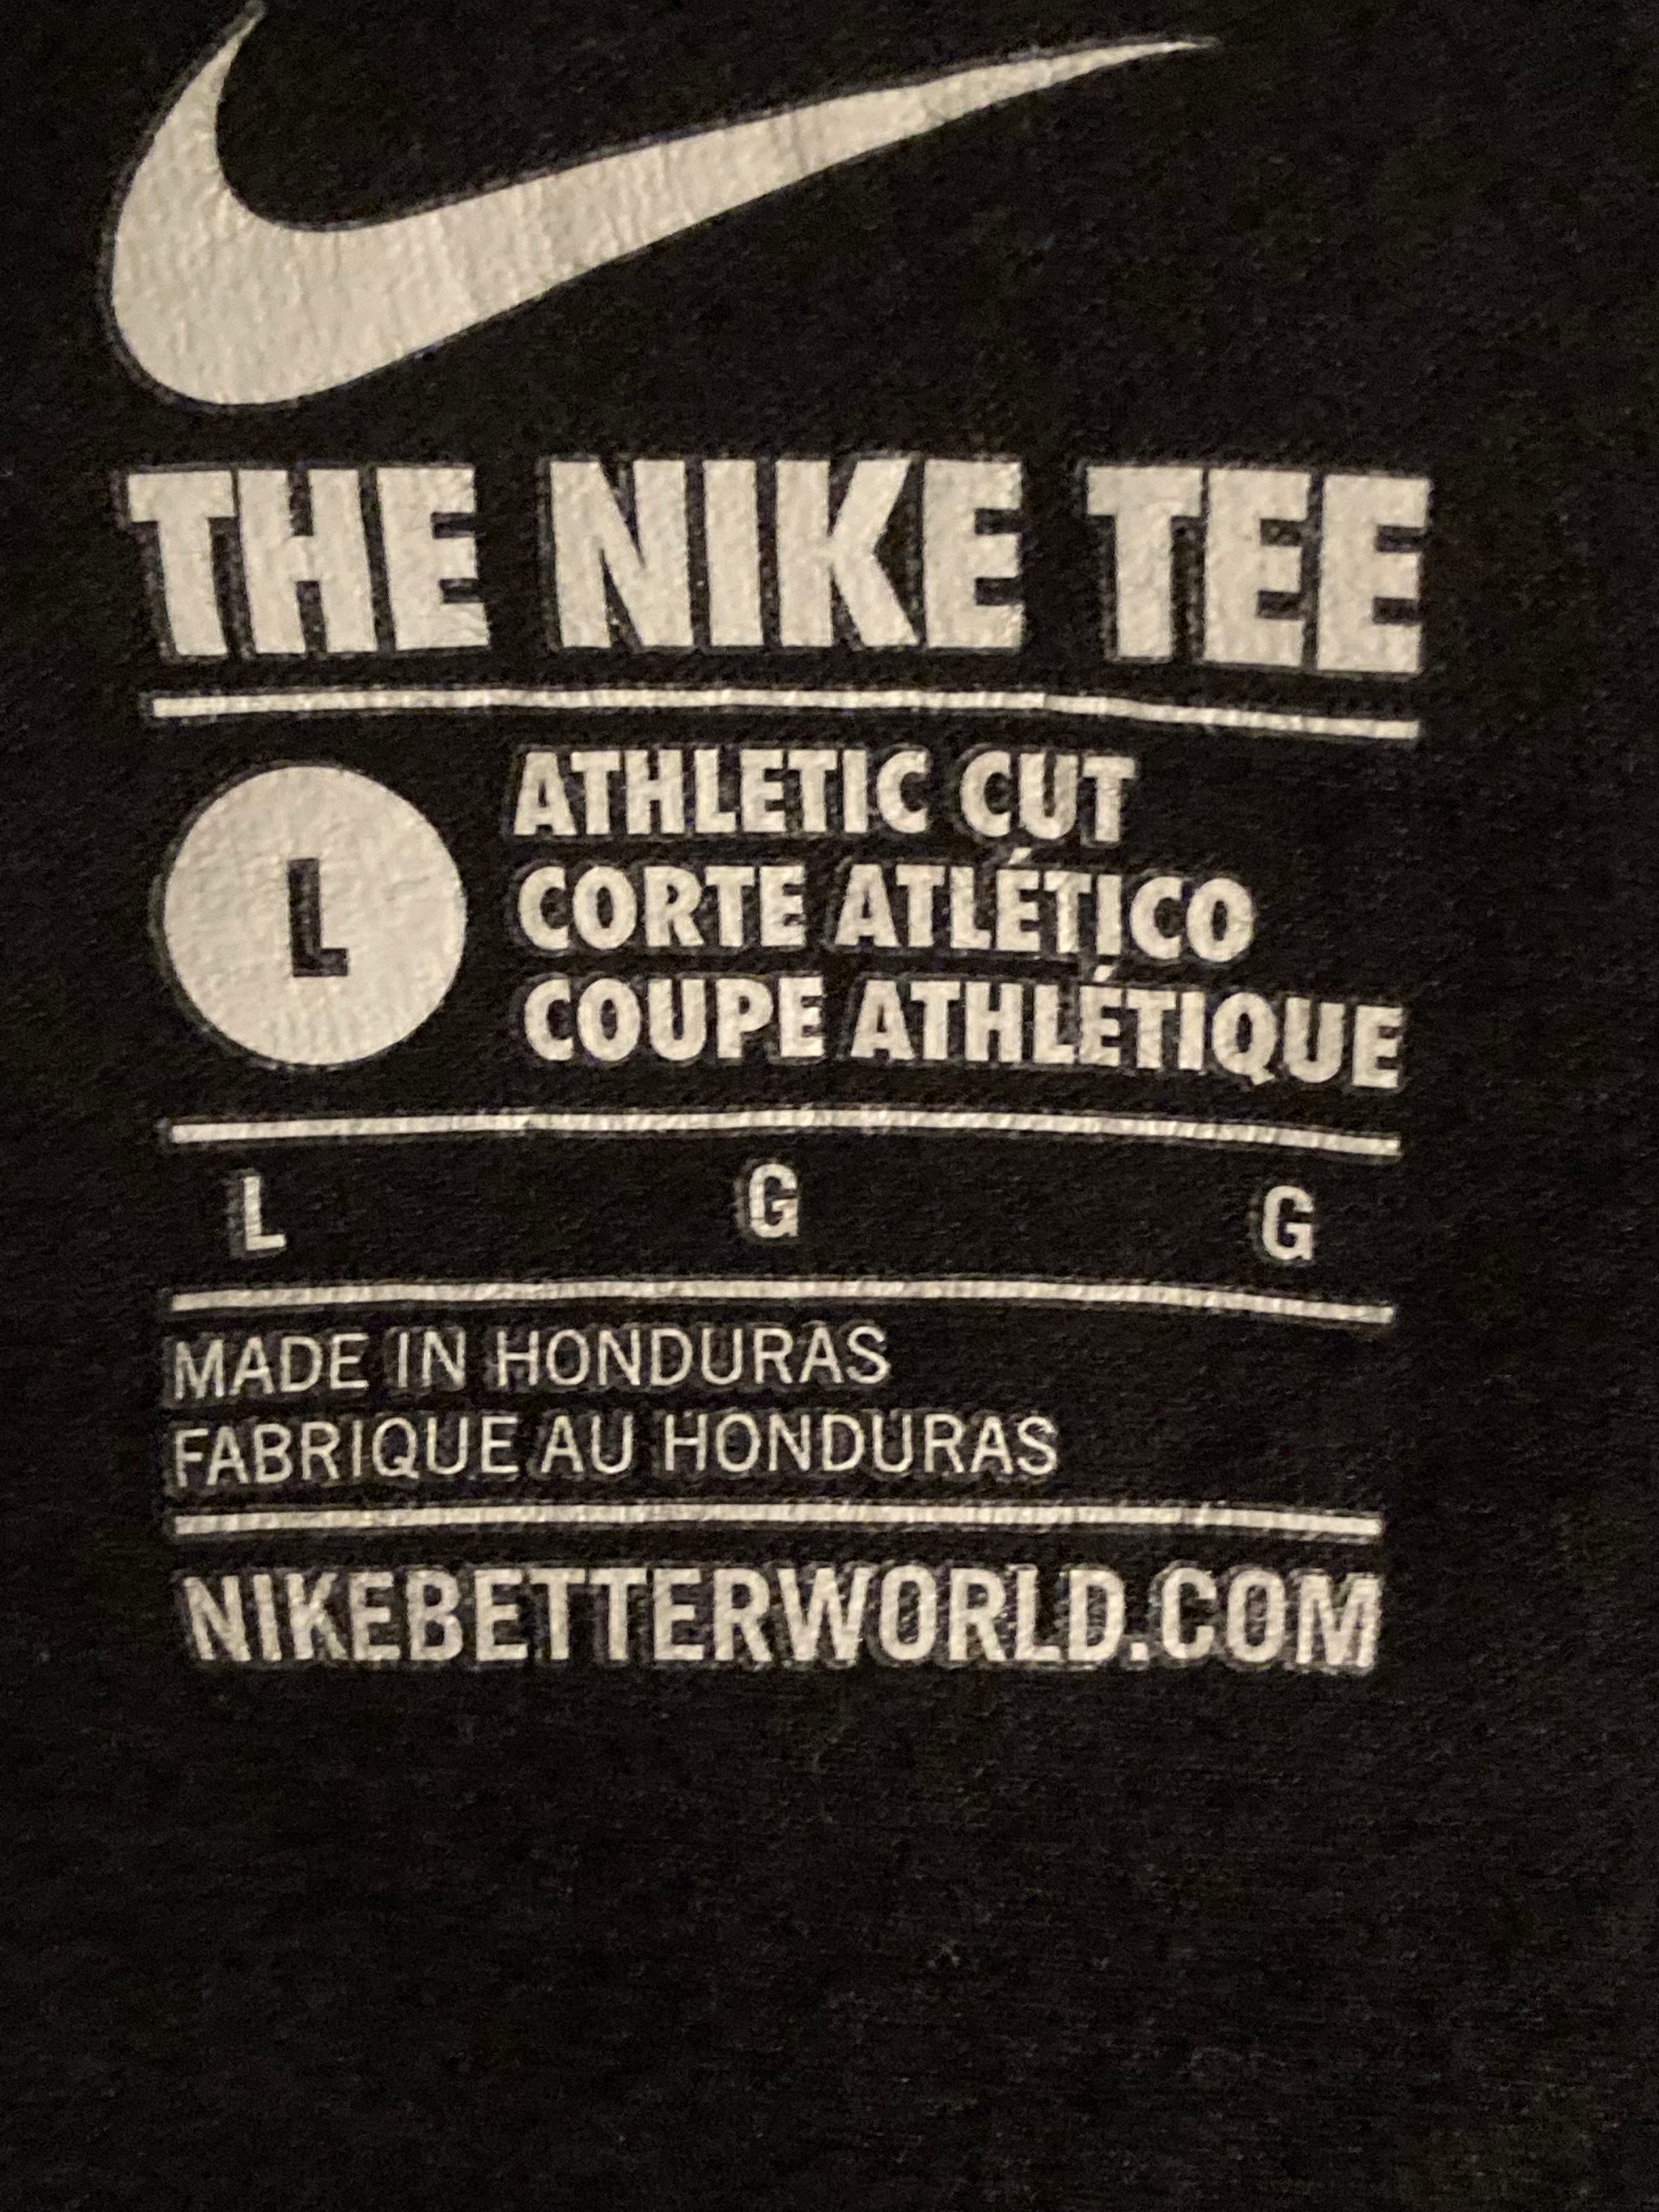 THE NIKE TEE
L
ATHLETIC CUT
CORTE ATLÉTICO
COUPE ATHLÉTIQUE
L G G
MADE IN HONDURAS
FABRIQUE AU HONDURAS
NIKEBETTERWORLD.COM